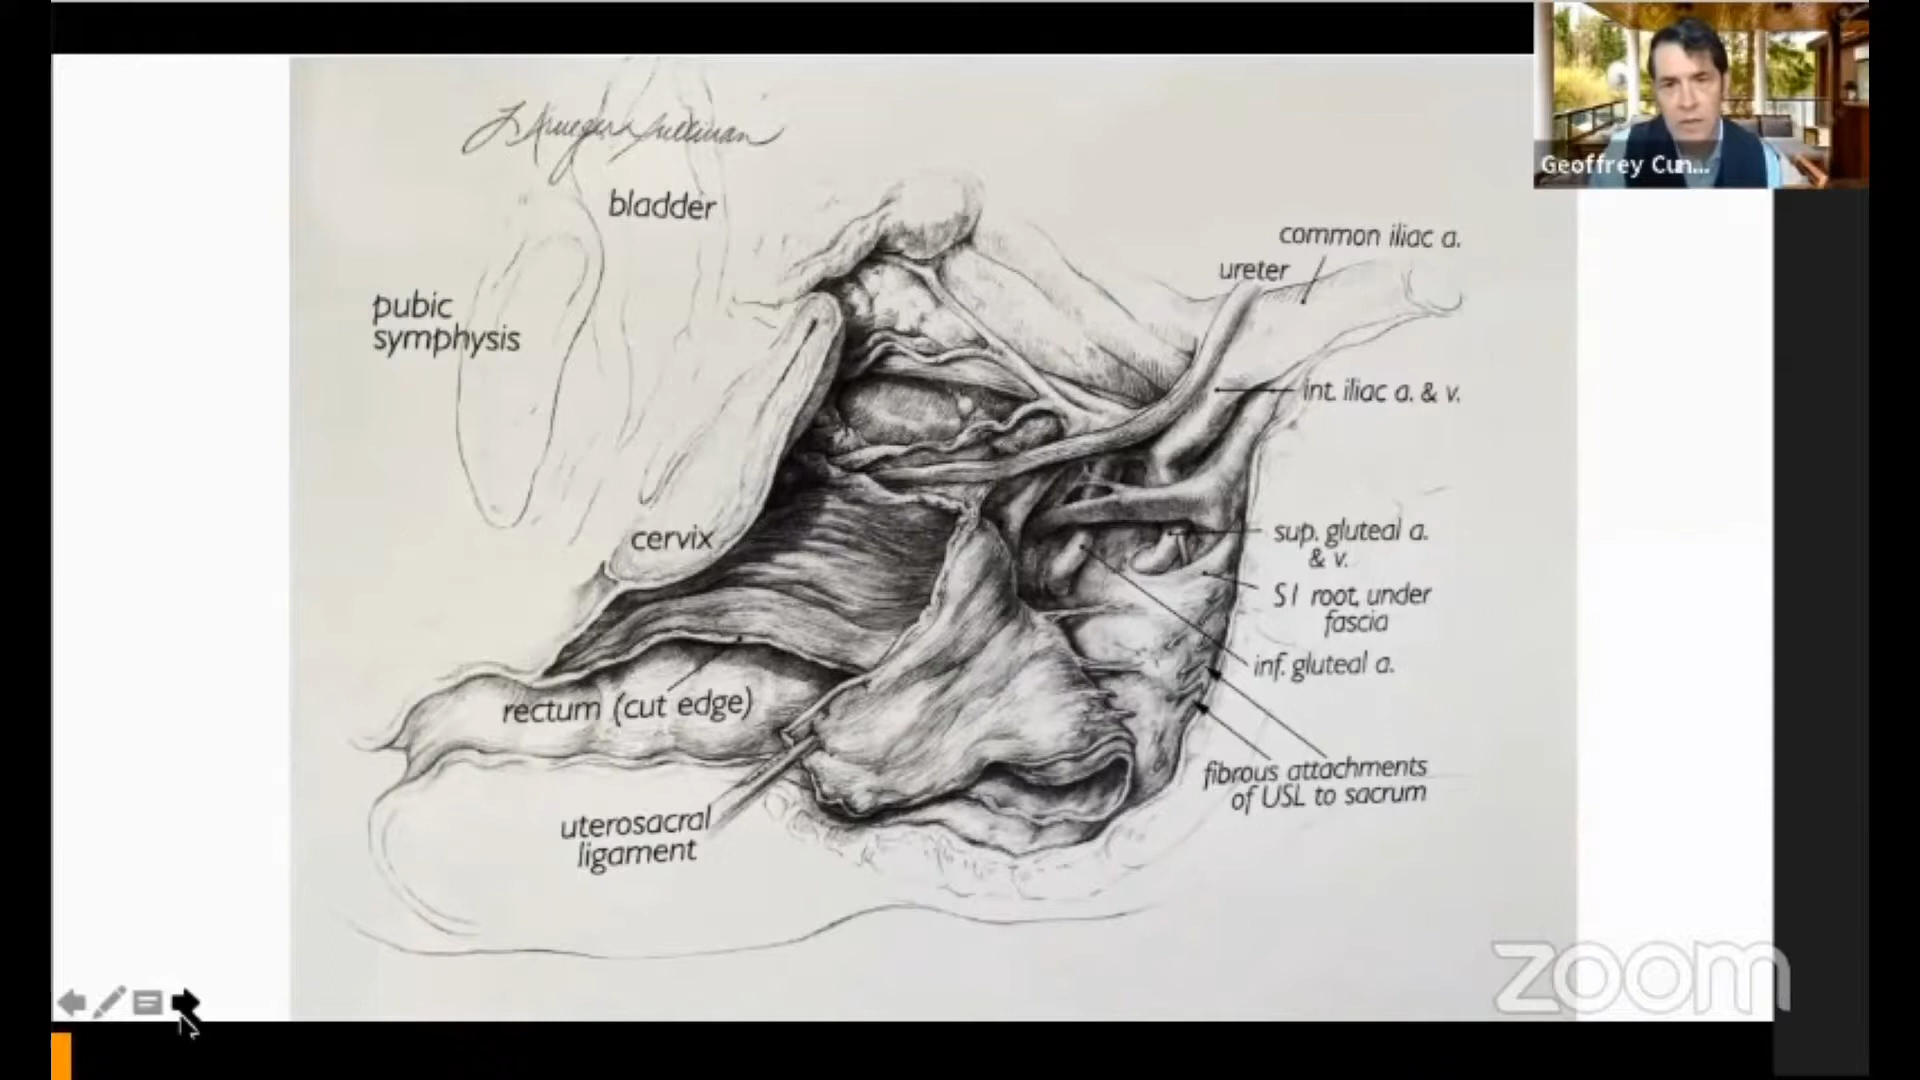 Geoffrey Cun...
bladder
pubic
symphysis
common iliac a.
ureter
int. iliac a. & v.
cervix
sup. gluteal a.
& v.
S1 root, under
fascia
inf. gluteal a.
rectum (cut edge)
fibrous attachments
of USL to sacrum
uterosacral
ligament
zoom